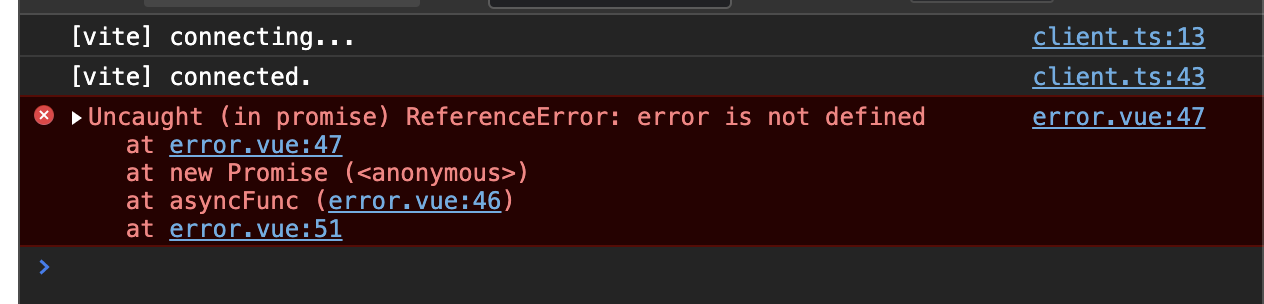 [vite] connecting... client.ts:13
[vite] connected. client.ts:43
Uncaught (in promise) ReferenceError: error is not defined error.vue:47
at error.vue:47
at new Promise (<anonymous>)
at asyncFunc (error.vue:46)
at error.vue:51